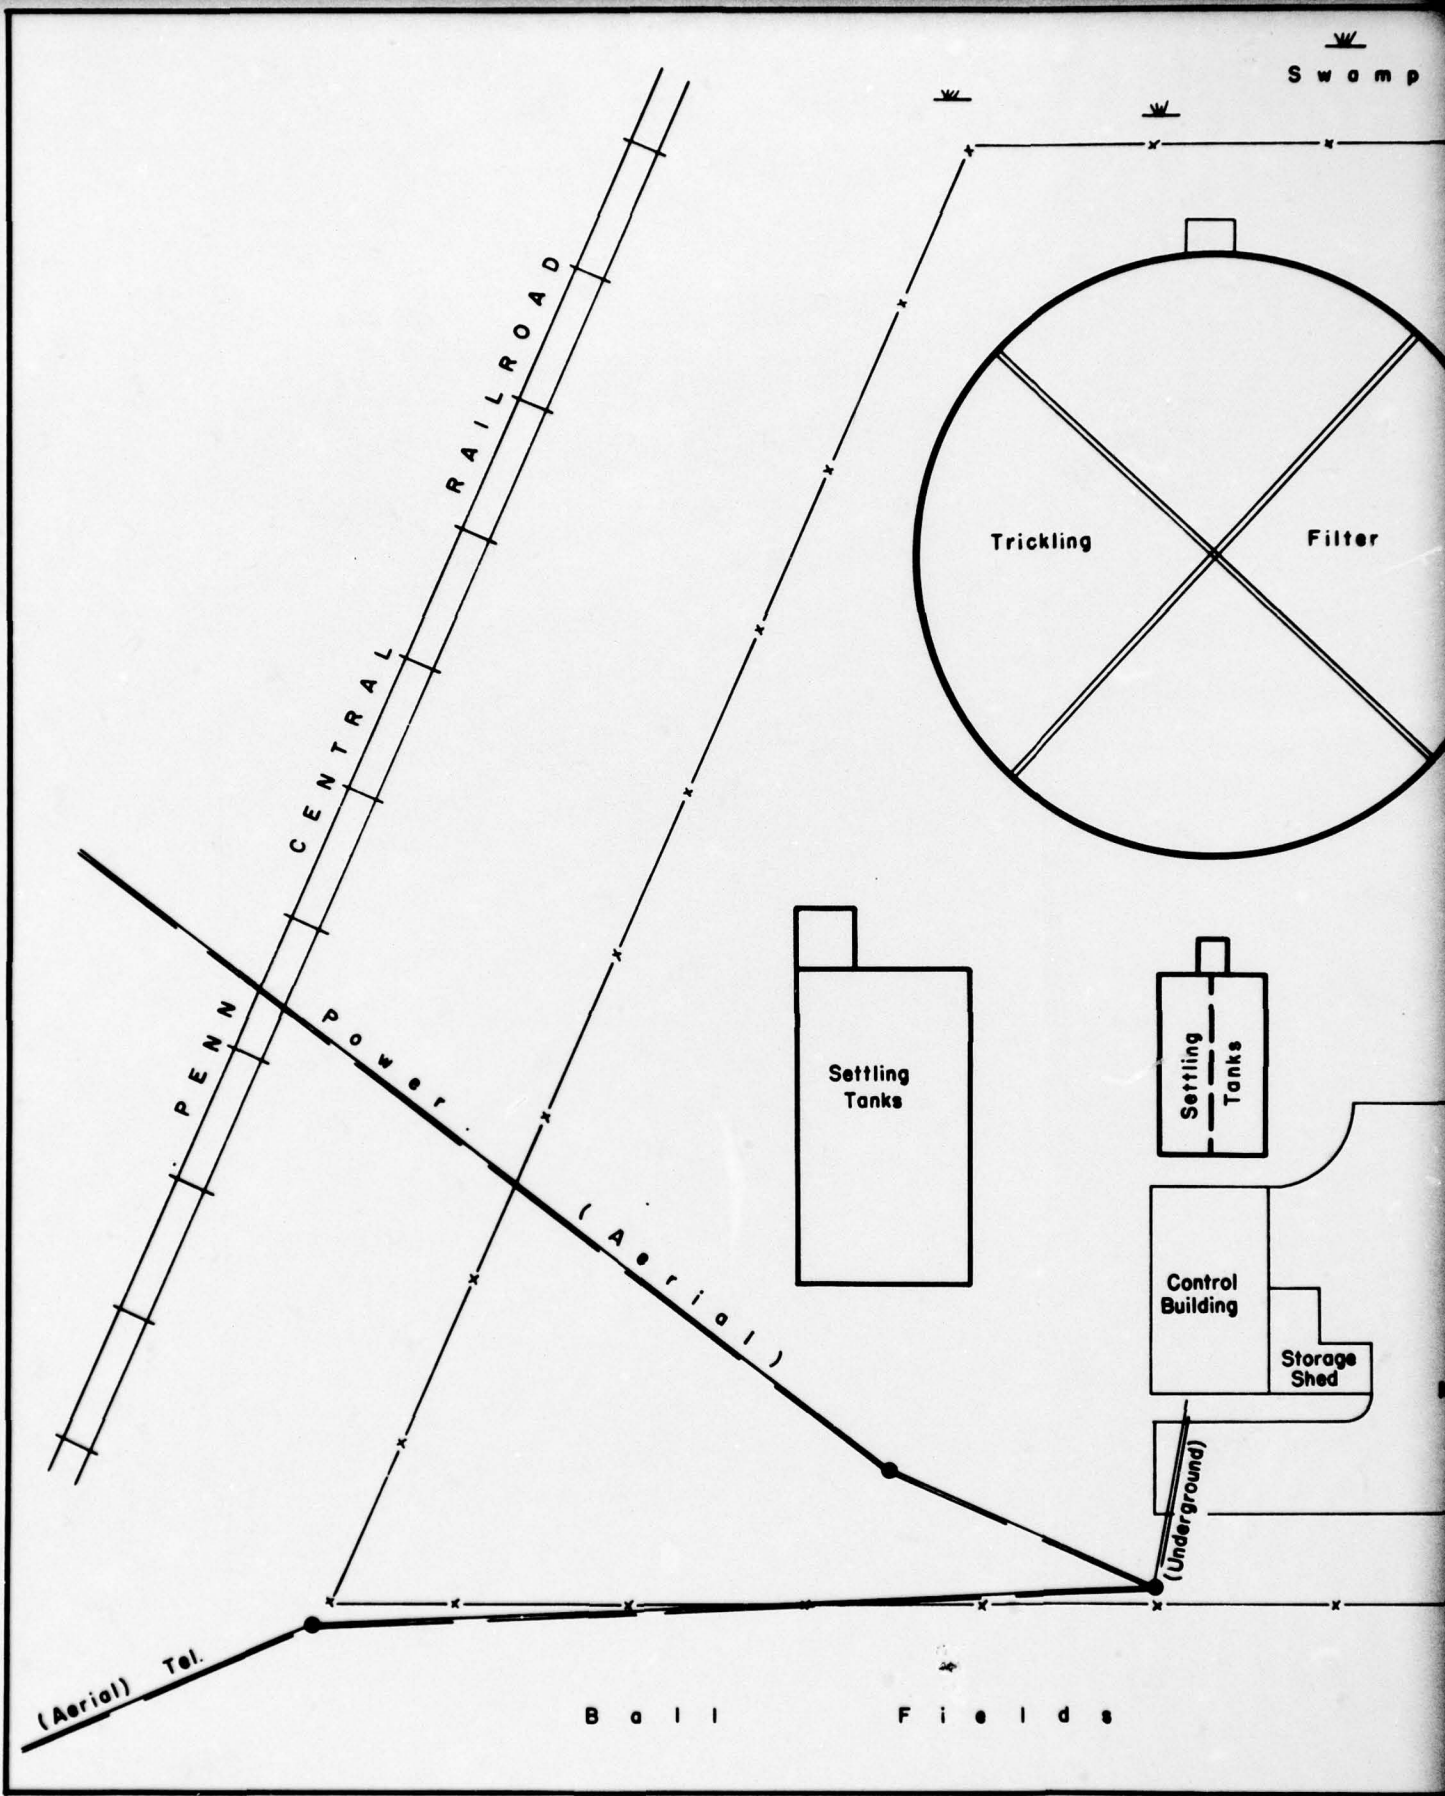 Swamp
PENN CENTRAL RAILROAD
Trickling Filter
Power (Aerial)
Settling
Tanks
Settling
Tanks
Control
Building
Storage
Shed
(Underground)
(Aerial) Tel.
Ball Fields